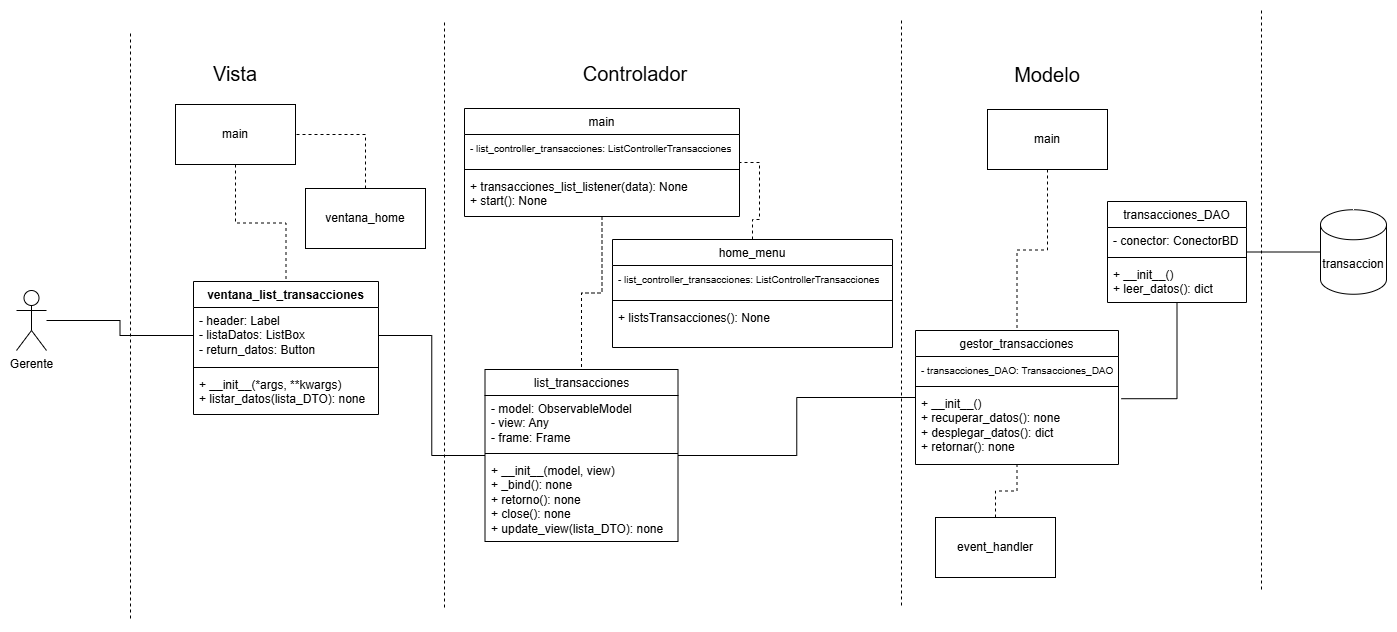 Vista
Controlador
Modelo
main
ventana_home
ventana_list_transacciones
- header: Label
- listaDatos: ListBox
- return_datos: Button
+ __init__(*args, **kwargs)
+ listar_datos(lista_DTO): none
Gerente
main
- list_controller_transacciones: ListControllerTransacciones
+ transacciones_list_listener(data): None
+ start(): None
home_menu
- list_controller_transacciones: ListControllerTransacciones
+ listsTransacciones(): None
list_transacciones
- model: ObservableModel
- view: Any
- frame: Frame
+ __init__(model, view)
+ _bind(): none
+ retorno(): none
+ close(): none
+ update_view(lista_DTO): none
main
transacciones_DAO
- conector: ConectorBD
+ __init__()
+ leer_datos(): dict
transaccion
gestor_transacciones
- transacciones_DAO: Transacciones_DAO
+ __init__()
+ recuperar_datos(): none
+ desplegar_datos(): dict
+ retornar(): none
event_handler